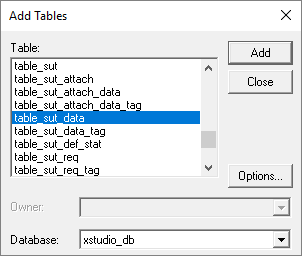 Add Tables
Table:
table_sut
table_sut_attach
table_sut_attach_data
table_sut_attach_data_tag
table_sut_data
table_sut_data_tag
table_sut_def_stat
table_sut_req
table_sut_req_tag
Add
Close
Options...
Owner:
Database:
xstudio_db